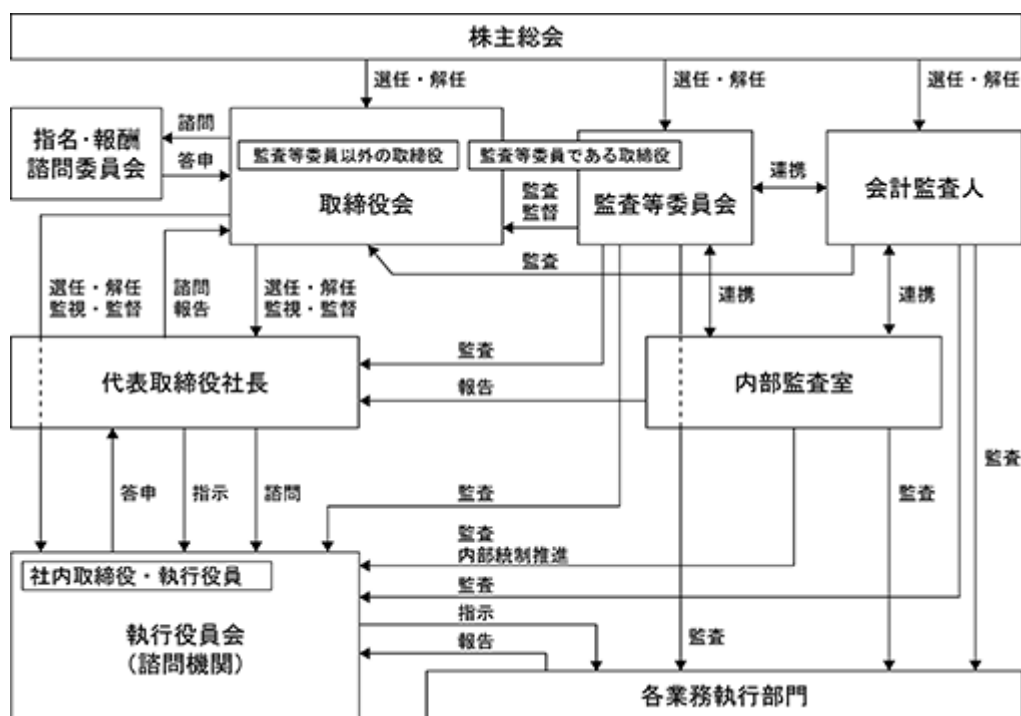 株主総会
選任・解任
選任・解任
選任・解任
指名・報酬
諮問委員会
諮問
答申
監査等委員以外の取締役
監査等委員である取締役
取締役会
監査
監督
監査等委員会
連携
会計監査人
監査
選任・解任
監視・監督
諮問
報告
選任・解任
監視・監督
連携
連携
代表取締役社長
監査
報告
内部監査室
答申
指示
諮問
監査
監査
監査
監査
内部統制推進
社内取締役・執行役員
監査
執行役員会
(諮問機関)
指示
報告
監査
各業務執行部門